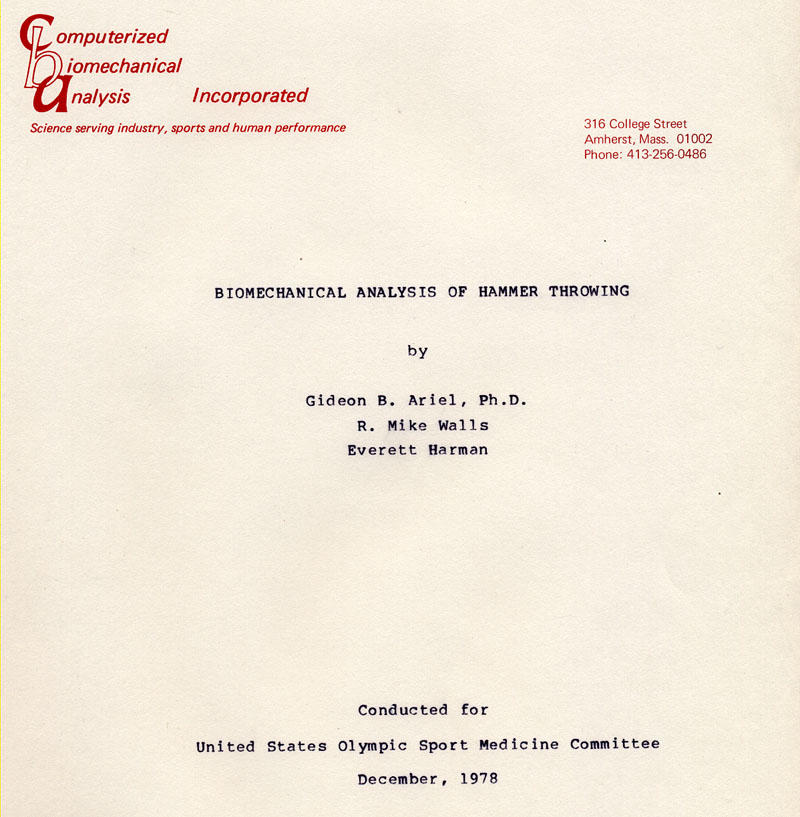 Computerized
Biomechanical
Analysis Incorporated
Science serving industry, sports and human performance
316 College Street
Amherst, Mass. 01002
Phone: 413-256-0486
BIOMECHANICAL ANALYSIS OF HAMMER THROWING
by
Gideon B. Ariel, Ph.D.
R. Mike Walls
Everett Harman
Conducted for
United States Olympic Sport Medicine Committee
December, 1978